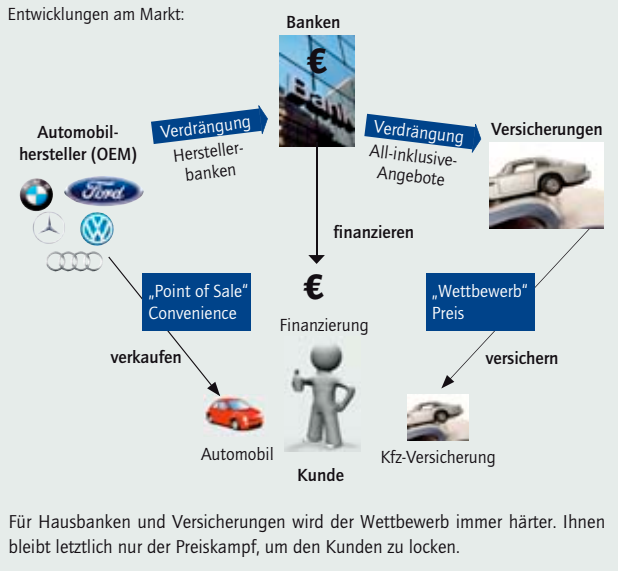 Entwicklungen am Markt:
Banken
€
Bank
Automobil-
hersteller (OEM)
Ford
Verdrängung
Hersteller-
banken
Verdrängung
All-inklusive-
Angebote
Versicherungen
finanzieren
€
Finanzierung
„Point of Sale“
Convenience
„Wettbewerb“
Preis
verkaufen
versichern
Automobil
Kunde
Kfz-Versicherung
Für Hausbanken und Versicherungen wird der Wettbewerb immer härter. Ihnen
bleibt letztlich nur der Preiskampf, um den Kunden zu locken.